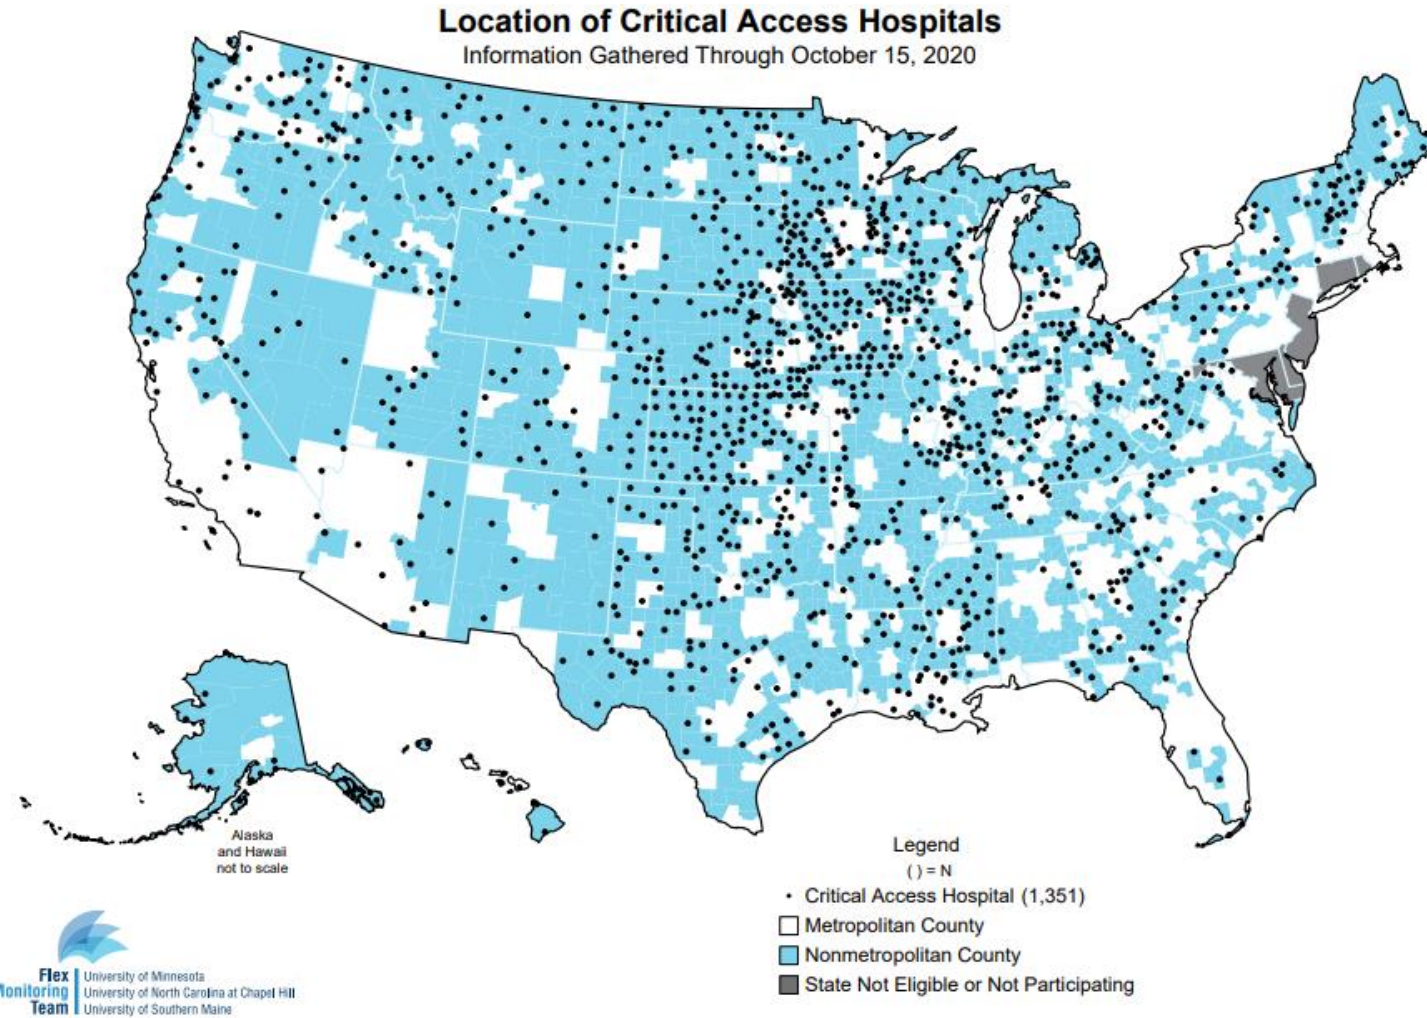 Location of Critical Access Hospitals
Information Gathered Through October 15, 2020
Alaska
and Hawaii
not to scale
Legend
( ) = N
Critical Access Hospital (1,351)
Metropolitan County
Nonmetropolitan County
State Not Eligible or Not Participating
Flex
Monitoring
Team
University of Minnesota
University of North Carolina at Chapel Hill
University of Southern Maine